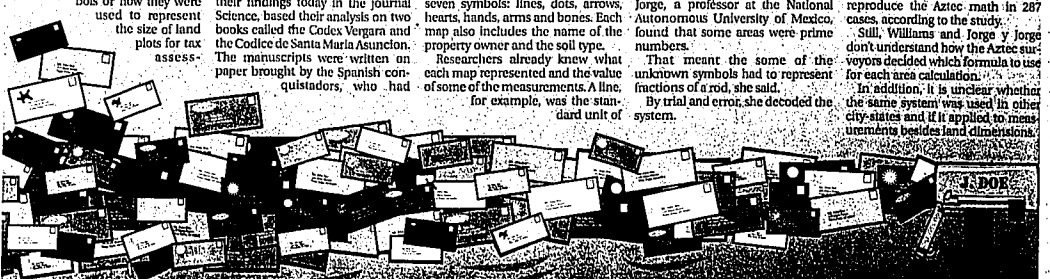 bols or how they were
used to represent
the size of land
plots for tax
assess-
their findings today in the journal
Science, based their analysis on two
books called the Codex Vergara and
the Codice de Santa Maria Asuncion.
The manuscripts were written on
paper brought by the Spanish con-
quistadors, who had
seven symbols: lines, dots, arrows,
hearts, hands, arms and bones. Each
map also includes the name of the
property owner and the soil type.
Researchers already knew what
each map represented and the value
of some of the measurements. A line,
for example, was the stan-
dard unit of
Jorge, a professor at the National
Autonomous University of Mexico,
found that some areas were prime
numbers.
That meant the some of the
unknown symbols had to represent
fractions of a rod, she said.
By trial and error, she decoded the
system.
reproduce the Aztec math in 287
cases, according to the study.
Still, Williams and Jorge y Jorge
don't understand how the Aztec sur-
veyors decided which formula to use
for each area calculation.
In addition, it is unclear whether
the same system was used in other
city-states and if it applied to meas-
urements besides land dimensions.
J. DOE